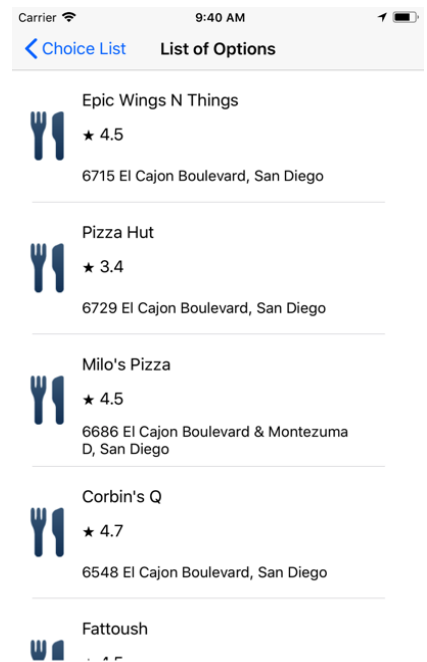 Carrier 9:40 AM
Choice List List of Options
Epic Wings N Things
★ 4.5
6715 El Cajon Boulevard, San Diego
Pizza Hut
★ 3.4
6729 El Cajon Boulevard, San Diego
Milo's Pizza
★ 4.5
6686 El Cajon Boulevard & Montezuma
D, San Diego
Corbin's Q
★ 4.7
6548 El Cajon Boulevard, San Diego
Fattoush